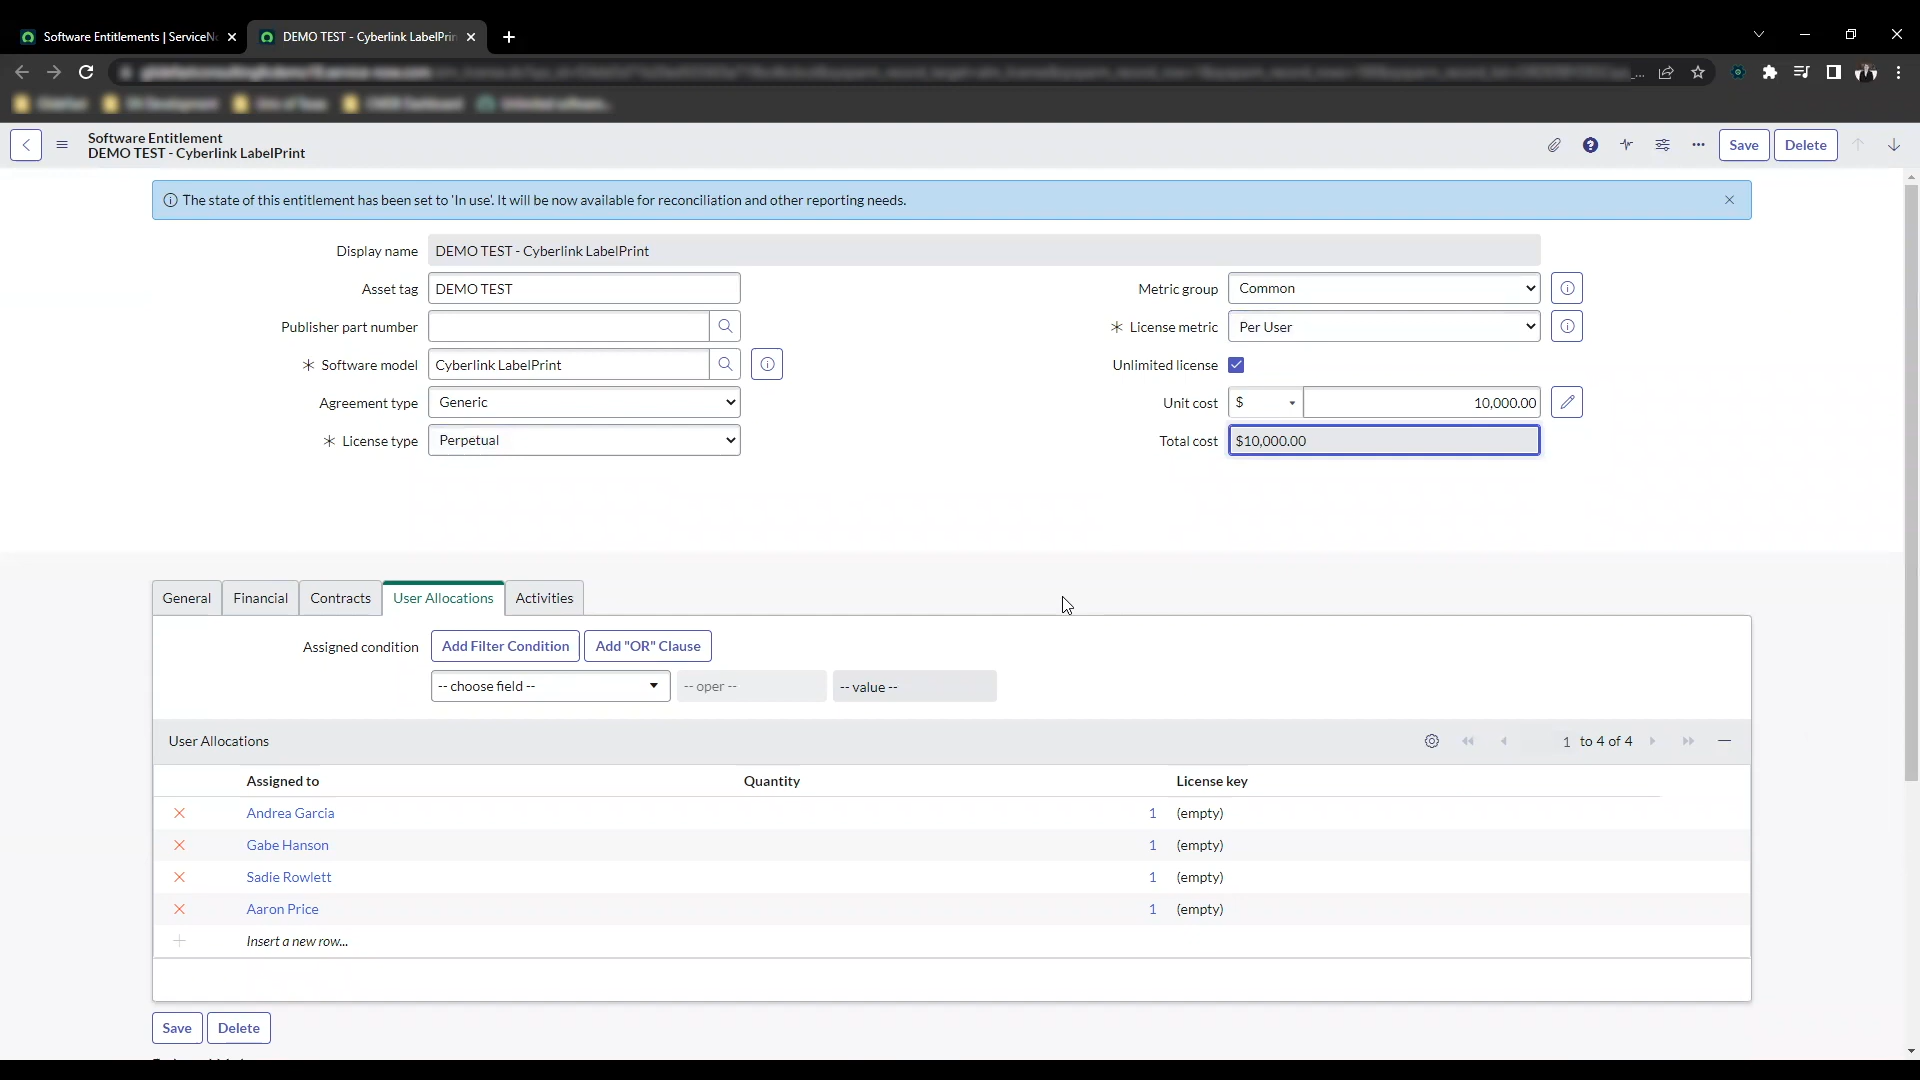 Software Entitlements | ServiceN
DEMO TEST - Cyberlink LabelPrin
Software Entitlement
DEMO TEST - Cyberlink LabelPrint
Save
Delete
The state of this entitlement has been set to 'In use'. It will be now available for reconciliation and other reporting needs.
Display name DEMO TEST - Cyberlink LabelPrint
Asset tag DEMO TEST
Metric group Common
Publisher part number
License metric Per User
Software model Cyberlink LabelPrint
Unlimited license
Agreement type Generic
Unit cost $ 10,000.00
License type Perpetual
Total cost $10,000.00
General Financial Contracts User Allocations Activities
Assigned condition Add Filter Condition Add "OR" Clause
-- choose field -- -- oper -- -- value --
User Allocations 1 to 4 of 4
Assigned to Quantity License key
Andrea Garcia 1 (empty)
Gabe Hanson 1 (empty)
Sadie Rowlett 1 (empty)
Aaron Price 1 (empty)
Insert a new row...
Save Delete